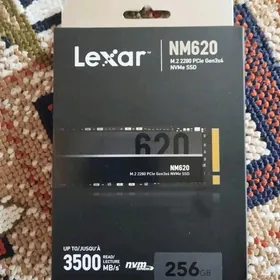 Lexar
NM620
M.2 2280 PCIe Gen3x4
NVMe SSD
620
NM620
M.2 2280 PCIe Gen3x4 NVMe SSD
UP TO/JUSQU'À
3500 READ/
LECTURE
MB/s
nvm
256GB